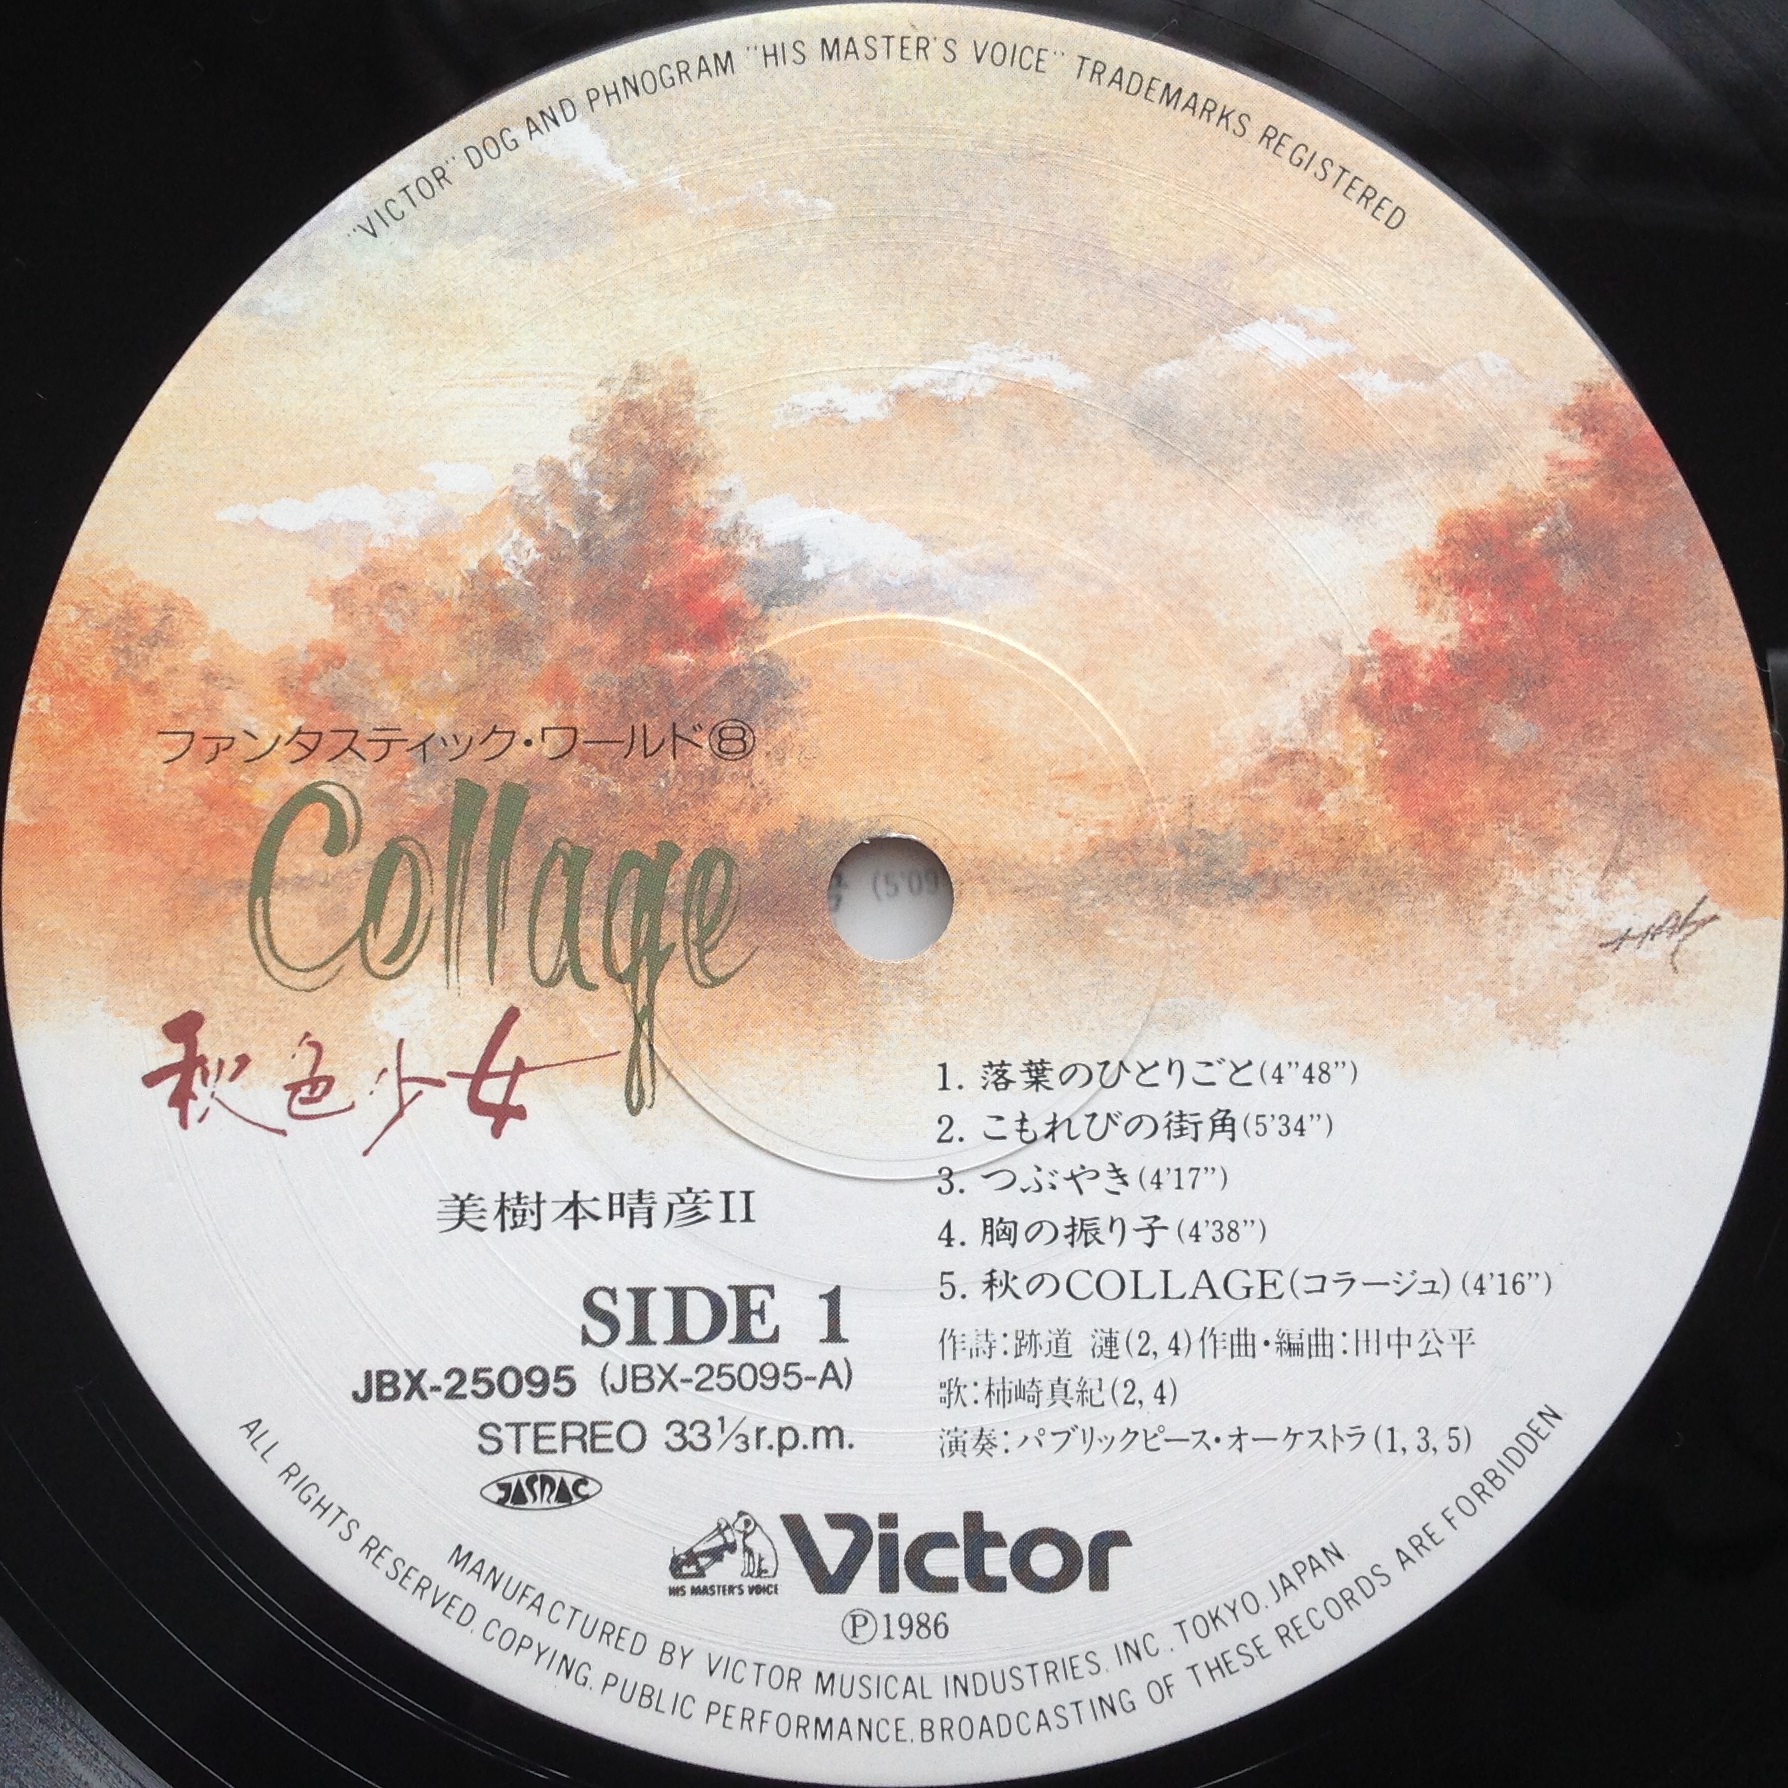 "VICTOR" DOG AND PHNOGRAM "HIS MASTER'S VOICE" TRADEMARKS REGISTERED
ファンタスティック・ワールド⑧
Collage
秋色少女
美樹本晴彦II
SIDE 1
JBX-25095 (JBX-25095-A)
STEREO 33⅓r.p.m.
JASRAC
(5'09
1. 落葉のひとりごと(4"48")
2. こもれびの街角(5'34")
3. つぶやき(4'17")
4. 胸の振り子(4'38")
5. 秋のCOLLAGE(コラージュ)(4'16")
作詩:跡道 漣(2,4)作曲・編曲:田中公平
歌:柿崎真紀(2,4)
演奏:パブリックピース・オーケストラ(1,3,5)
HIS MASTER'S VOICE
Victor
Ⓟ1986
MANUFACTURED BY VICTOR MUSICAL INDUSTRIES, INC. TOKYO. JAPAN.
ALL RIGHTS RESERVED. COPYING. PUBLIC PERFORMANCE. BROADCASTING OF THESE RECORDS ARE FORBIDDEN.